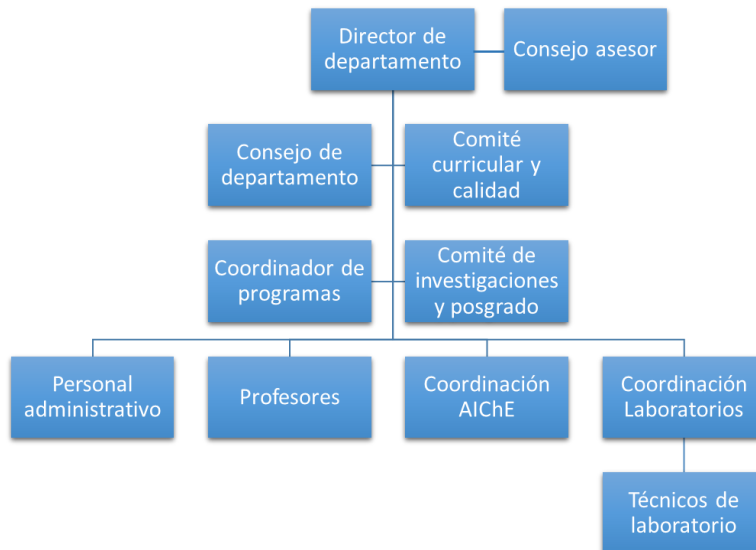 Director de
departamento
Consejo asesor
Consejo de
departamento
Comité
curricular y
calidad
Coordinador de
programas
Comité de
investigaciones
y posgrado
Personal
administrativo
Profesores
Coordinación
AIChE
Coordinación
Laboratorios
Técnicos de
laboratorio